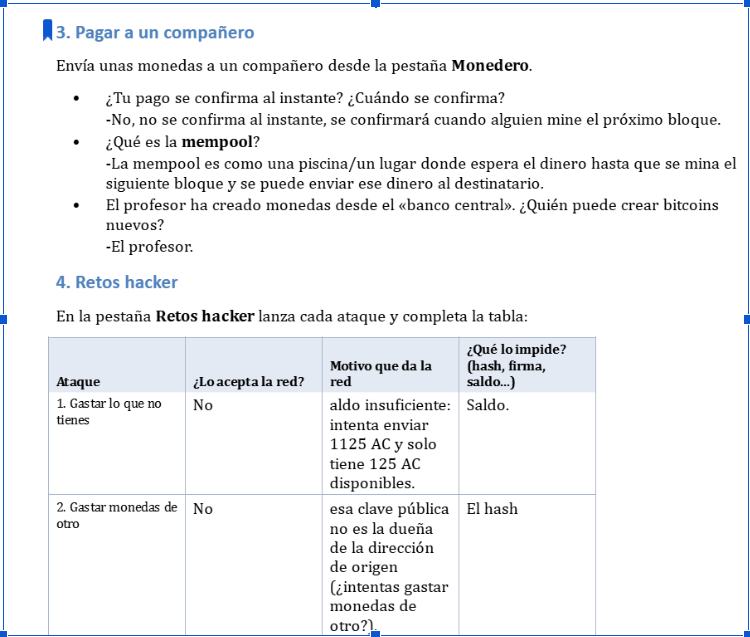 3. Pagar a un compañero
Envía unas monedas a un compañero desde la pestaña Monedero.
• ¿Tu pago se confirma al instante? ¿Cuándo se confirma?
-No, no se confirma al instante, se confirmará cuando alguien mine el próximo bloque.
• ¿Qué es la mempool?
-La mempool es como una piscina/un lugar donde espera el dinero hasta que se mina el
siguiente bloque y se puede enviar ese dinero al destinatario.
• El profesor ha creado monedas desde el «banco central». ¿Quién puede crear bitcoins
nuevos?
-El profesor.
4. Retos hacker
En la pestaña Retos hacker lanza cada ataque y completa la tabla:
Ataque
¿Lo acepta la red?
Motivo que da la
red
¿Qué lo impide?
(hash, firma,
saldo...)
1. Gastar lo que no
tienes
No
aldo insuficiente:
intenta enviar
1125 AC y solo
tiene 125 AC
disponibles.
Saldo.
2. Gastar monedas de
otro
No
esa clave pública
no es la dueña
de la dirección
de origen
(¿intentas gastar
monedas de
otro?).
El hash